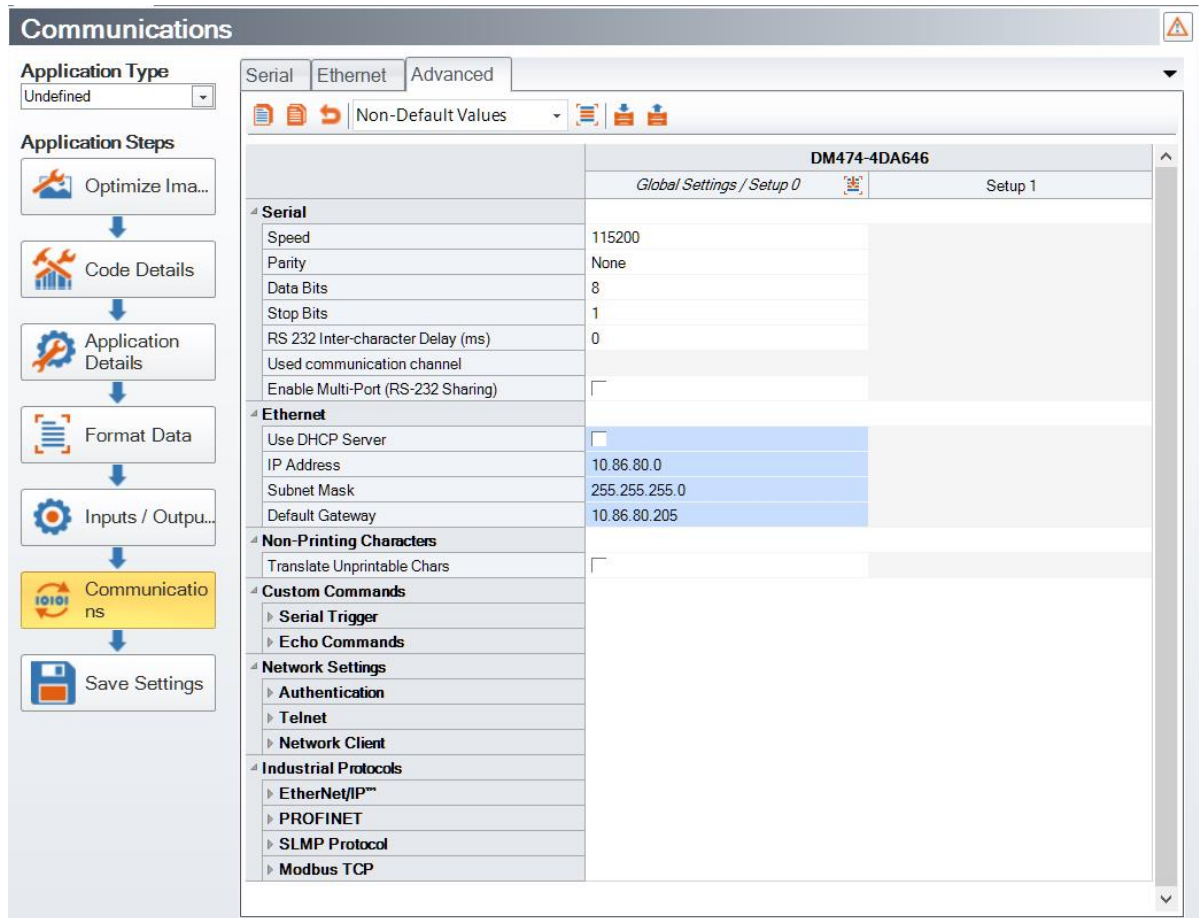 Communications
Application Type
Undefined
Application Steps
Optimize Ima...
Code Details
Application
Details
Format Data
Inputs / Outpu...
Communicatio
ns
Save Settings
Serial
Ethernet
Advanced
Non-Default Values
DM474-4DA646
Global Settings / Setup 0
Setup 1
Serial
Speed 115200
Parity None
Data Bits 8
Stop Bits 1
RS 232 Inter-character Delay (ms) 0
Used communication channel
Enable Multi-Port (RS-232 Sharing)
Ethernet
Use DHCP Server
IP Address 10.86.80.0
Subnet Mask 255.255.255.0
Default Gateway 10.86.80.205
Non-Printing Characters
Translate Unprintable Chars
Custom Commands
Serial Trigger
Echo Commands
Network Settings
Authentication
Telnet
Network Client
Industrial Protocols
EtherNet/IP™
PROFINET
SLMP Protocol
Modbus TCP